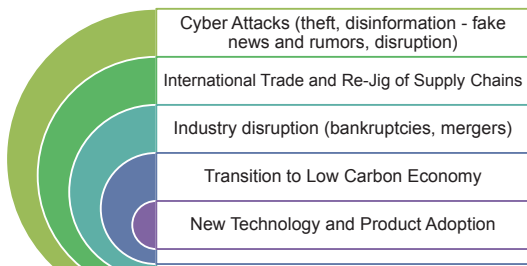 Cyber Attacks (theft, disinformation - fake
news and rumors, disruption)
International Trade and Re-Jig of Supply Chains
Industry disruption (bankruptcies, mergers)
Transition to Low Carbon Economy
New Technology and Product Adoption